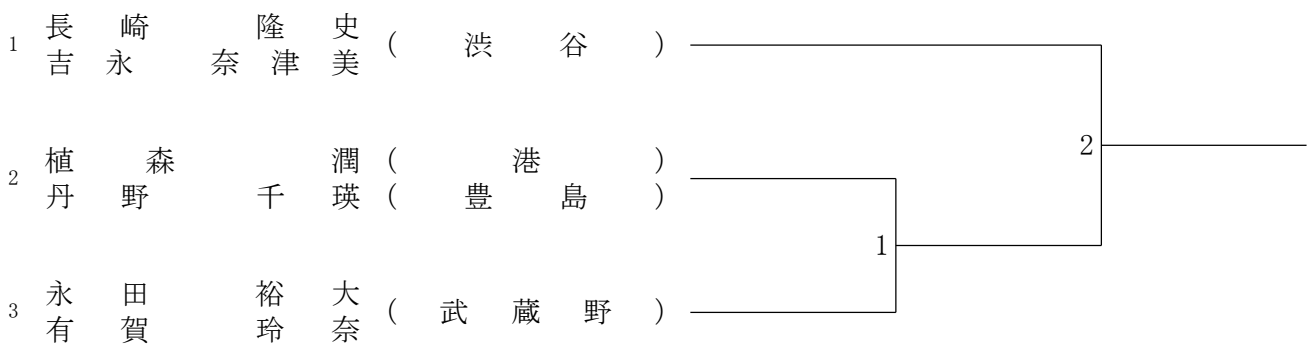 1 長崎 隆史 (渋谷)
吉永 奈津美
2
2 植森 潤 (港)
丹野 千瑛 (豊島)
1
3 永田 裕大 (武蔵野)
有賀 玲奈